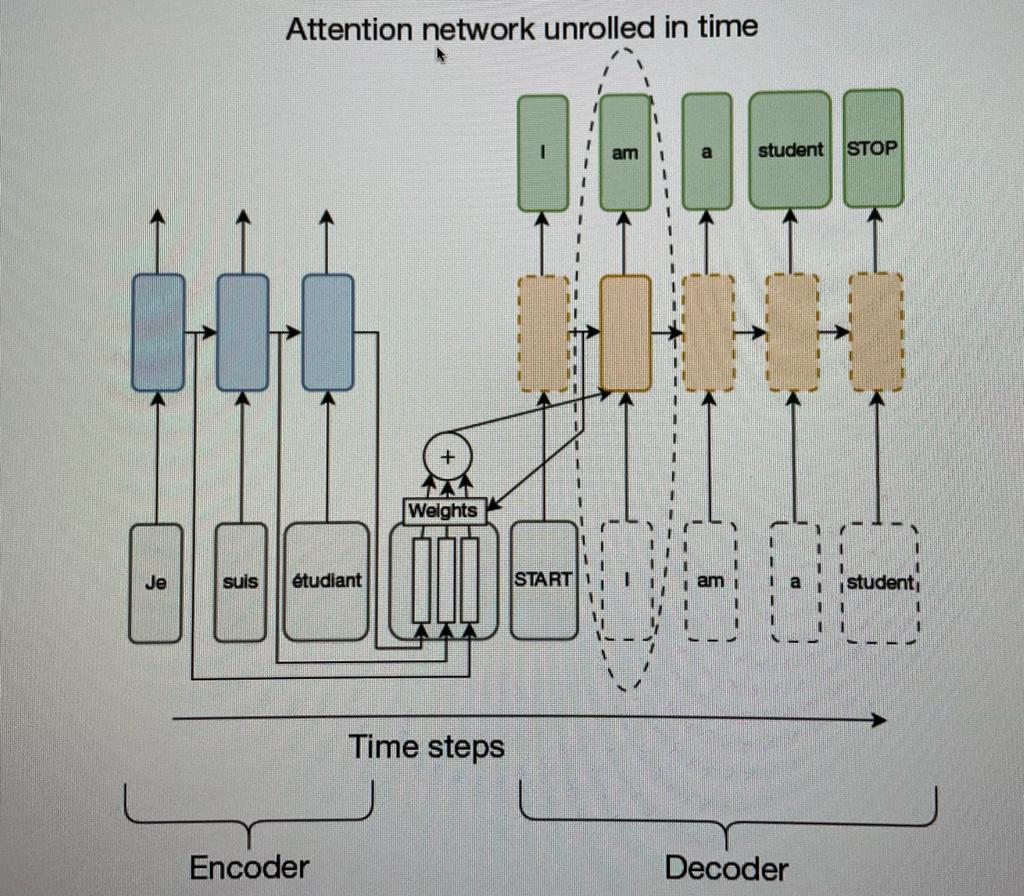 Attention network unrolled in time
I am a student STOP
+
Weights
Je suis étudiant START I am a student
Time steps
Encoder Decoder